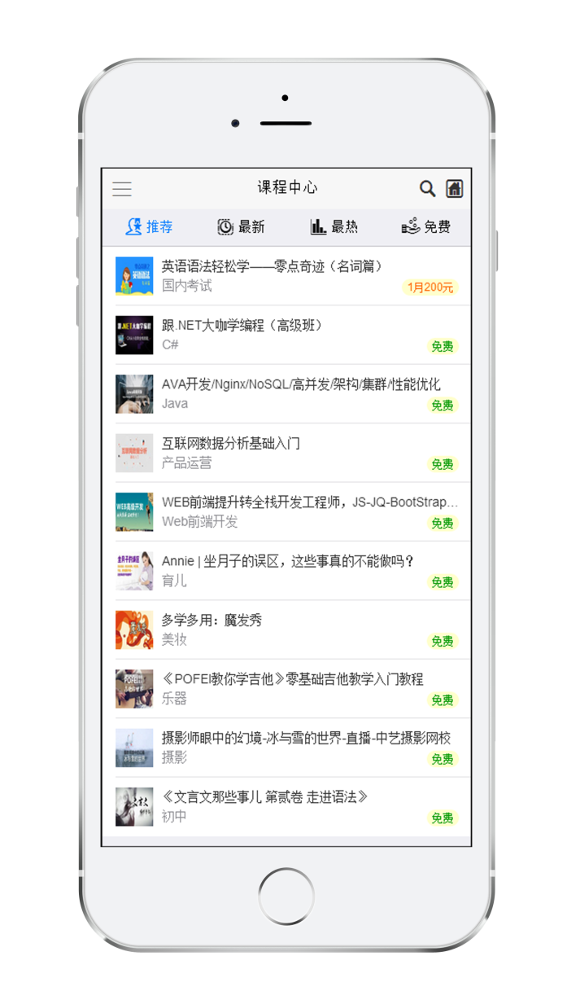 课程中心
推荐 最新 最热 免费
英语语法轻松学——零点奇迹（名词篇）
国内考试
1月200元
跟.NET大咖学编程（高级班）
C#
免费
AVA开发/Nginx/NoSQL/高并发/架构/集群/性能优化
Java
免费
互联网数据分析基础入门
产品运营
免费
WEB前端提升转全栈开发工程师，JS-JQ-BootStrap…
Web前端开发
免费
Annie | 坐月子的误区，这些事真的不能做吗？
育儿
免费
多学多用：魔发秀
美妆
免费
《POFEI教你学吉他》零基础吉他教学入门教程
乐器
免费
摄影师眼中的幻境-冰与雪的世界-直播-中艺摄影网校
摄影
免费
《文言文那些事儿 第贰卷 走进语法》
初中
免费